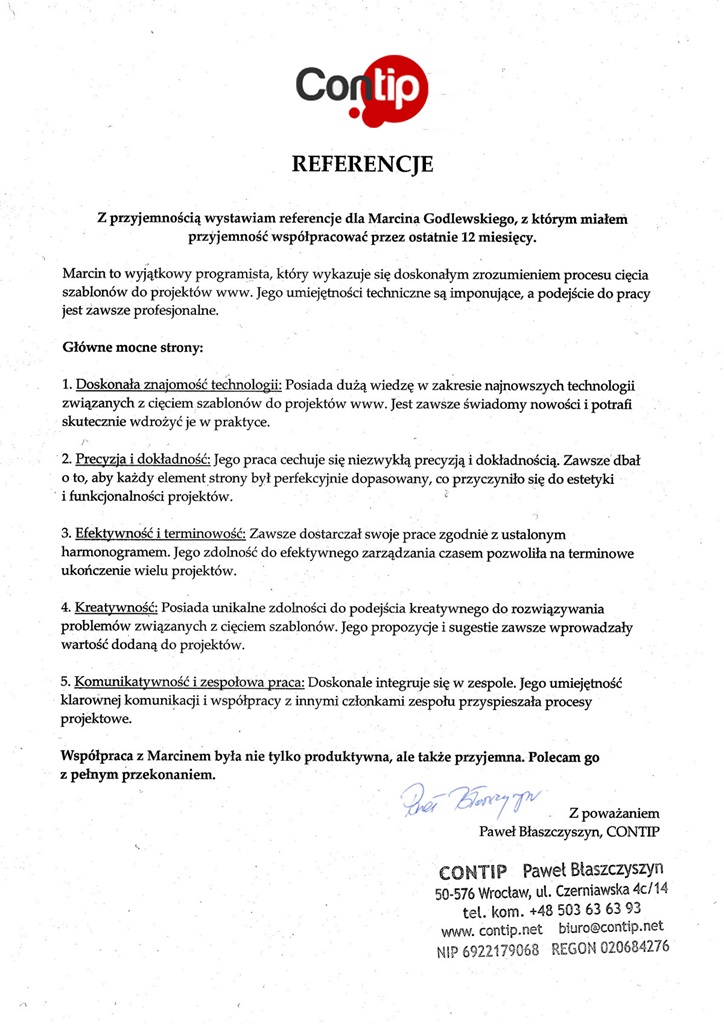 Contip
REFERENCJE
Z przyjemnością wystawiam referencje dla Marcina Godlewskiego, z którym miałem
przyjemność współpracować przez ostatnie 12 miesięcy.
Marcin to wyjątkowy programista, który wykazuje się doskonałym zrozumieniem procesu cięcia
szablonów do projektów www. Jego umiejętności techniczne są imponujące, a podejście do pracy
jest zawsze profesjonalne.
Główne mocne strony:
1. Doskonała znajomość technologii: Posiada dużą wiedzę w zakresie najnowszych technologii
związanych z cięciem szablonów do projektów www. Jest zawsze świadomy nowości i potrafi
skutecznie wdrożyć je w praktyce.
2. Precyzja i dokładność: Jego praca cechuje się niezwykłą precyzją i dokładnością. Zawsze dbał
o to, aby każdy element strony był perfekcyjnie dopasowany, co przyczyniło się do estetyki
i funkcjonalności projektów.
3. Efektywność i terminowość: Zawsze dostarczał swoje prace zgodnie z ustalonym
harmonogramem. Jego zdolność do efektywnego zarządzania czasem pozwoliła na terminowe
ukończenie wielu projektów.
4. Kreatywność: Posiada unikalne zdolności do podejścia kreatywnego do rozwiązywania
problemów związanych z cięciem szablonów. Jego propozycje i sugestie zawsze wprowadzały
wartość dodaną do projektów.
5. Komunikatywność i zespołowa praca: Doskonale integruje się w zespole. Jego umiejętność
klarownej komunikacji i współpracy z innymi członkami zespołu przyspieszała procesy
projektowe.
Współpraca z Marcinem była nie tylko produktywna, ale także przyjemna. Polecam go
z pełnym przekonaniem.
Z poważaniem
Paweł Błaszczyszyn, CONTIP
CONTIP Paweł Błaszczyszyn
50-576 Wrocław, ul. Czerniawska 4c/14
tel. kom. +48 503 63 63 93
www. contip.net biuro@contip.net
NIP 6922179068 REGON 020684276